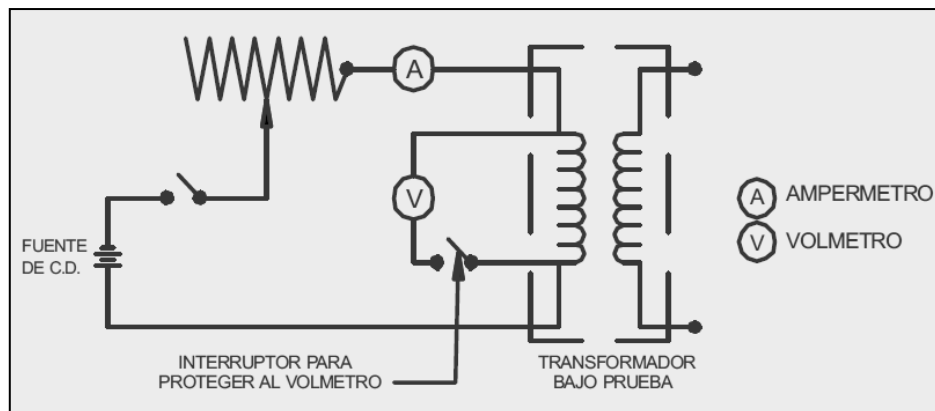 A
V
A AMPERMETRO
V VOLMETRO
FUENTE
DE C.D.
INTERRUPTOR PARA
PROTEGER AL VOLMETRO
TRANSFORMADOR
BAJO PRUEBA